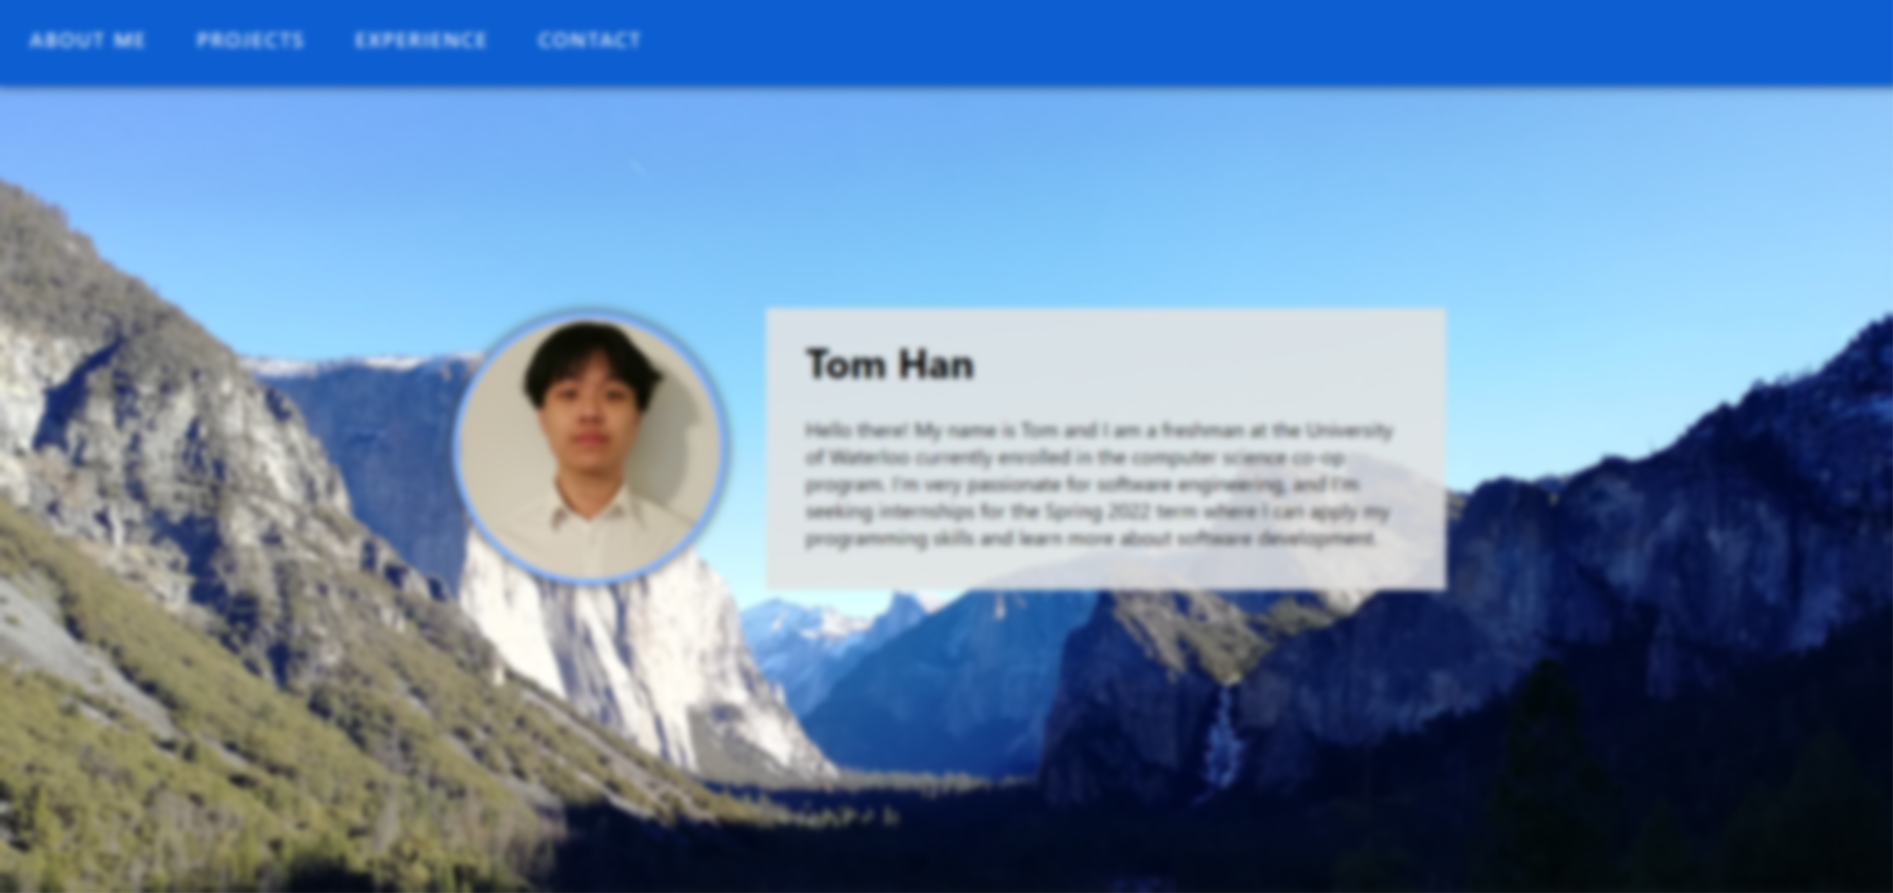 ABOUT ME PROJECTS EXPERIENCE CONTACT
Tom Han
Hello there! My name is Tom and I am a freshman at the University
of Waterloo currently enrolled in the computer science co-op
program. I'm very passionate for software engineering, and I'm
seeking internships for the Spring 2022 term where I can apply my
programming skills and learn more about software development.